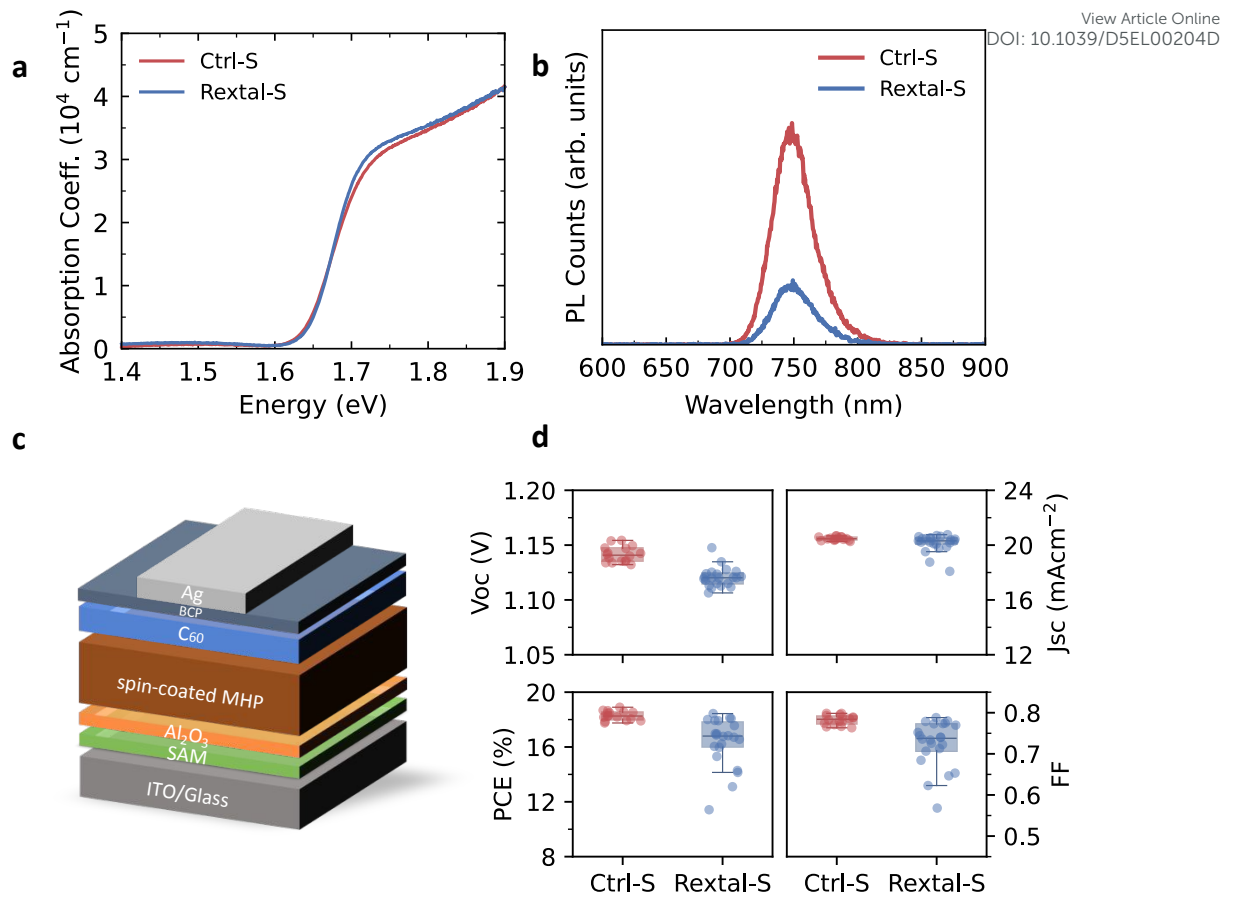 View Article Online
DOI: 10.1039/D5EL00204D
a
Absorption Coeff. (10⁴ cm⁻¹)
5
4
3
2
1
0
Ctrl-S
Rextal-S
1.4 1.5 1.6 1.7 1.8 1.9
Energy (eV)
b
PL Counts (arb. units)
Ctrl-S
Rextal-S
600 650 700 750 800 850 900
Wavelength (nm)
c
Ag
BCP
C₆₀
spin-coated MHP
Al₂O₃
SAM
ITO/Glass
d
Voc (V)
1.20
1.15
1.10
1.05
24
20
16
12
Jsc (mAcm⁻²)
PCE (%)
20
16
12
8
0.8
0.7
0.6
0.5
FF
Ctrl-S Rextal-S Ctrl-S Rextal-S